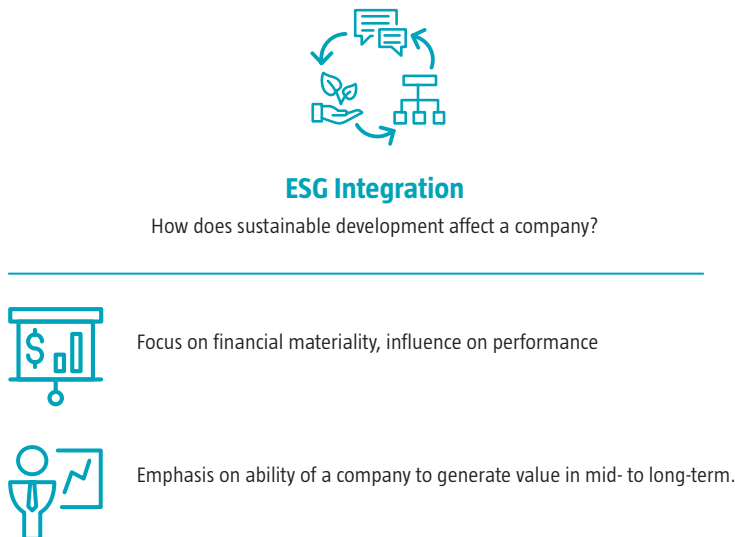 ESG Integration
How does sustainable development affect a company?
$
Focus on financial materiality, influence on performance
Emphasis on ability of a company to generate value in mid- to long-term.